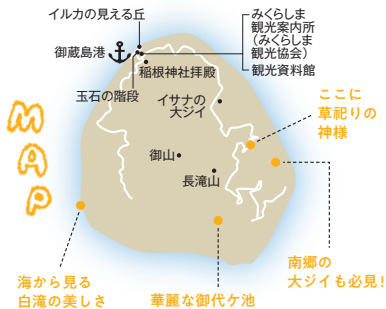 イルカの見える丘
御蔵島港
みくらしま
観光案内所
(みくらしま
観光協会)
観光資料館
稲根神社拝殿
玉石の階段
イサナの
大ジイ
ここに
草祀りの
神様
MAP
御山
長滝山
南郷の
大ジイも必見!
海から見る
白滝の美しさ
華麗な御代ケ池